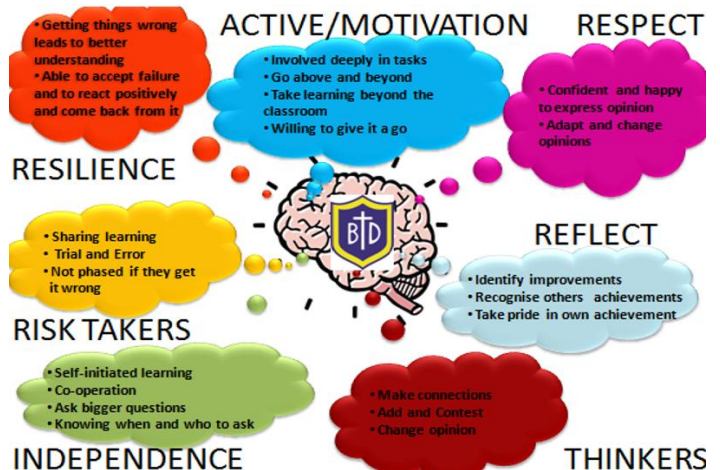 • Getting things wrong
leads to better
understanding
• Able to accept failure
and to react positively
and come back from it
RESILIENCE
ACTIVE/MOTIVATION
• Involved deeply in tasks
• Go above and beyond
• Take learning beyond the
classroom
• Willing to give it a go
RESPECT
• Confident and happy
to express opinion
• Adapt and change
opinions
• Sharing learning
• Trial and Error
• Not phased if they get
it wrong
RISK TAKERS
BTD
REFLECT
• Identify improvements
• Recognise others achievements
• Take pride in own achievement
• Self-initiated learning
• Co-operation
• Ask bigger questions
• Knowing when and who to ask
INDEPENDENCE
• Make connections
• Add and Contest
• Change opinion
THINKERS